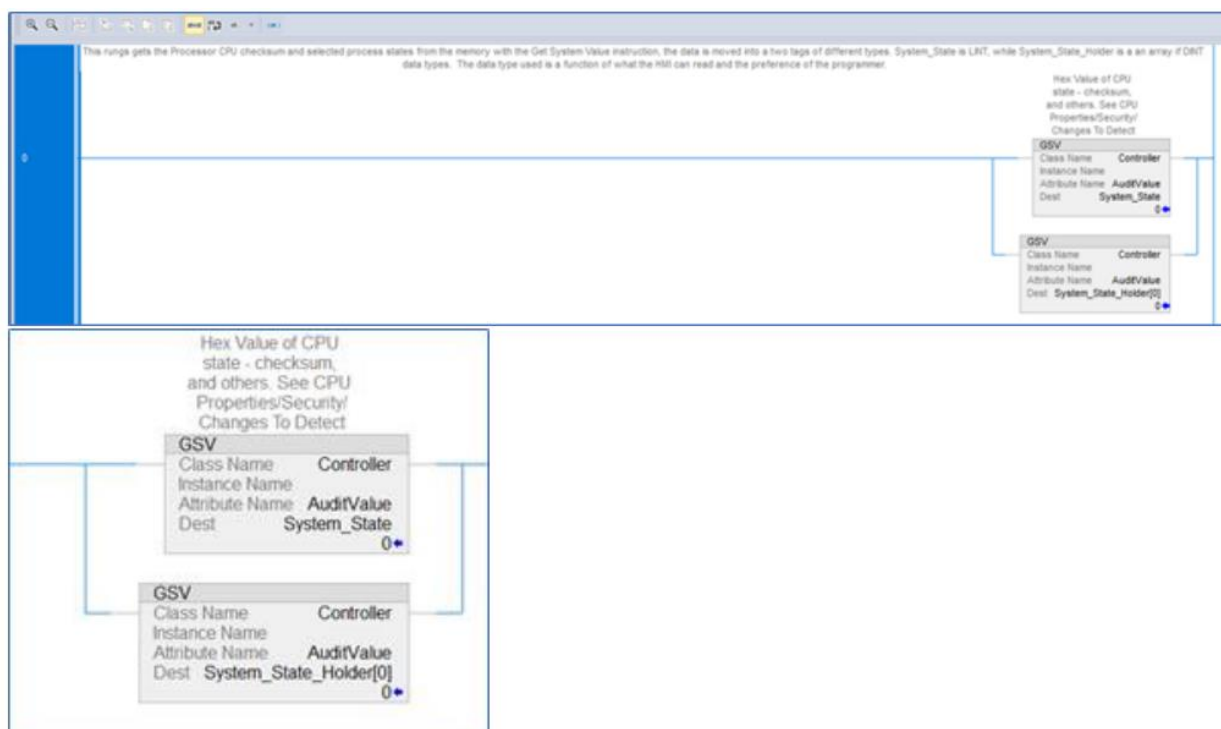 This rungs gets the Processor CPU checksum and selected process states from the memory with the Get System Value instruction, the data is moved into a two tags of different types. System_State is LINT, while System_State_Holder is a an array if DINT
data types. The data type used is a function of what the HMI can read and the preference of the programmer.
Hex Value of CPU
state - checksum,
and others. See CPU
Properties/Security/
Changes To Detect
0
GSV
Class Name Controller
Instance Name
Attribute Name AuditValue
Dest System_State
0
GSV
Class Name Controller
Instance Name
Attribute Name AuditValue
Dest System_State_Holder[0]
0
Hex Value of CPU
state - checksum,
and others. See CPU
Properties/Security/
Changes To Detect
GSV
Class Name Controller
Instance Name
Attribute Name AuditValue
Dest System_State
0
GSV
Class Name Controller
Instance Name
Attribute Name AuditValue
Dest System_State_Holder[0]
0